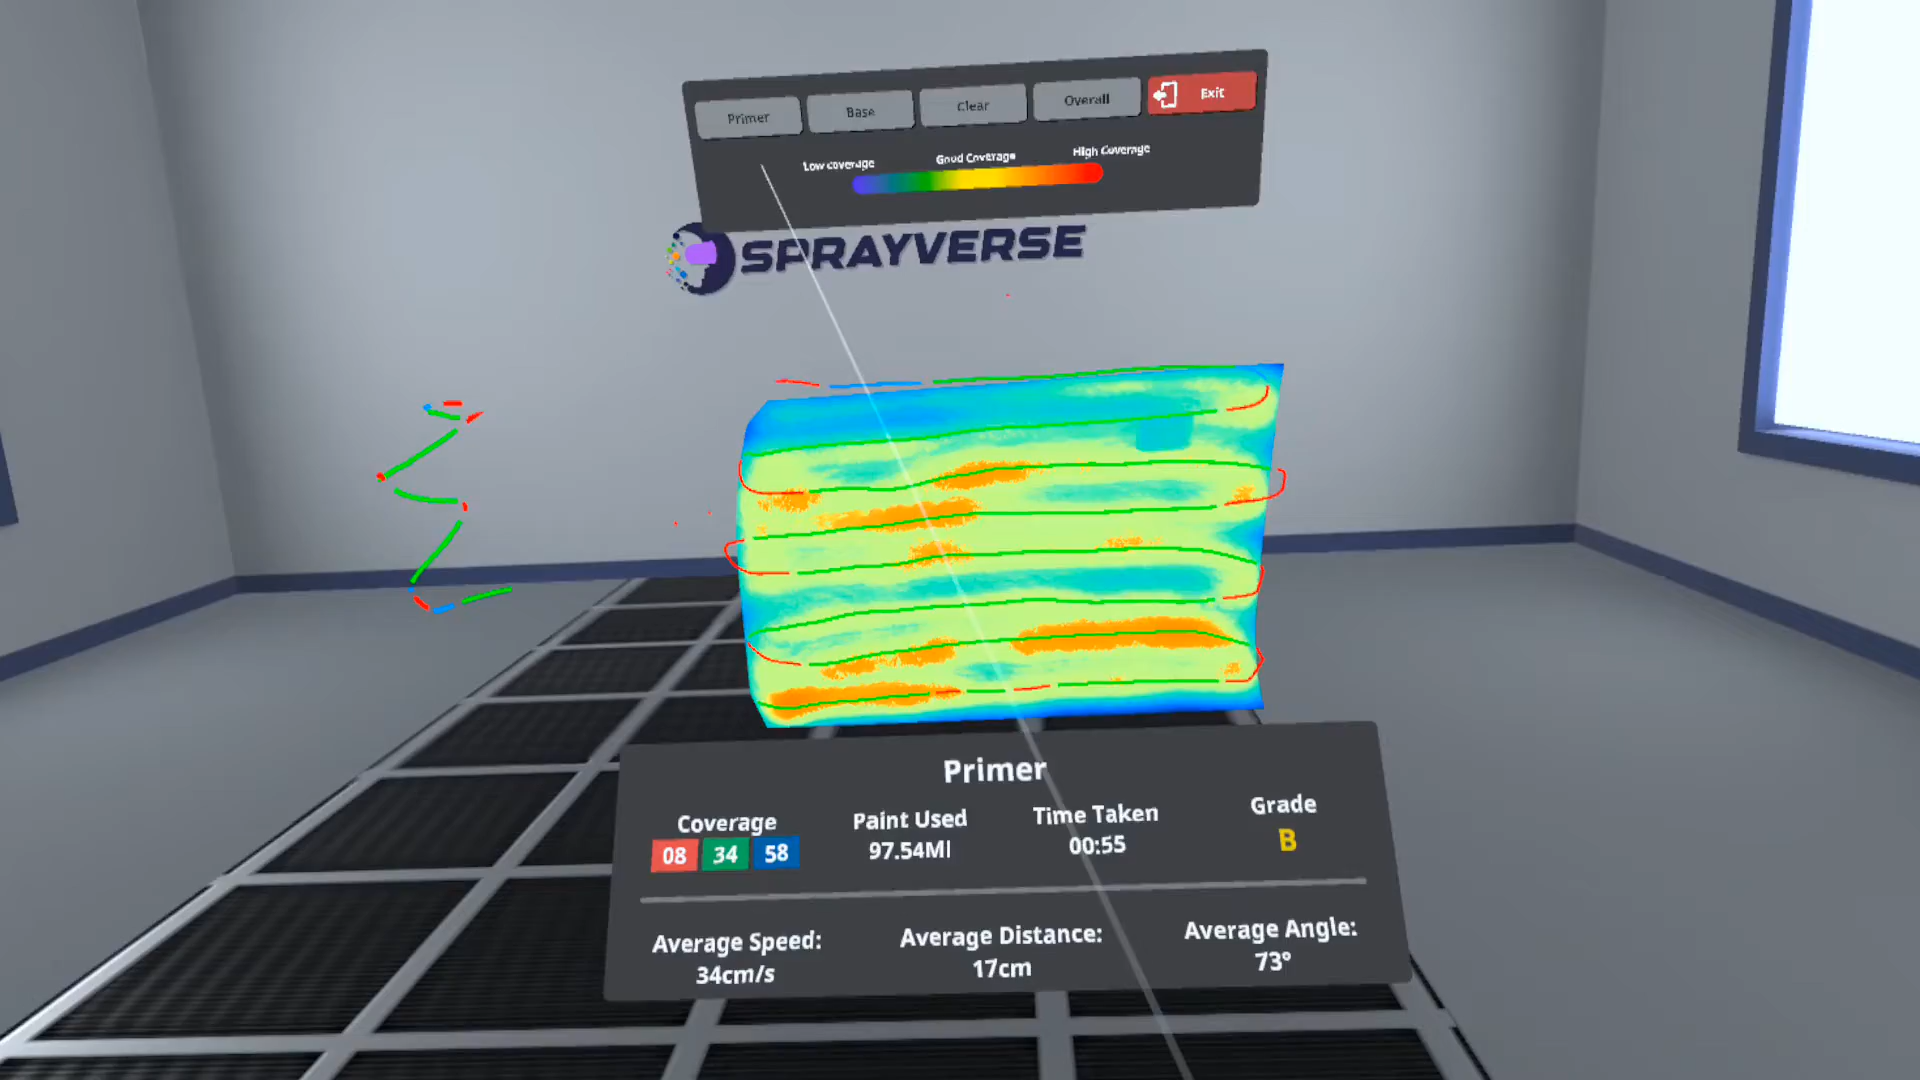 Primer Base Clear Overall Exit
Low coverage Good Coverage High Coverage
SPRAYVERSE
Primer
Coverage Paint Used Time Taken Grade
08 34 58 97.54Ml 00:55 B
Average Speed: Average Distance: Average Angle:
34cm/s 17cm 73°